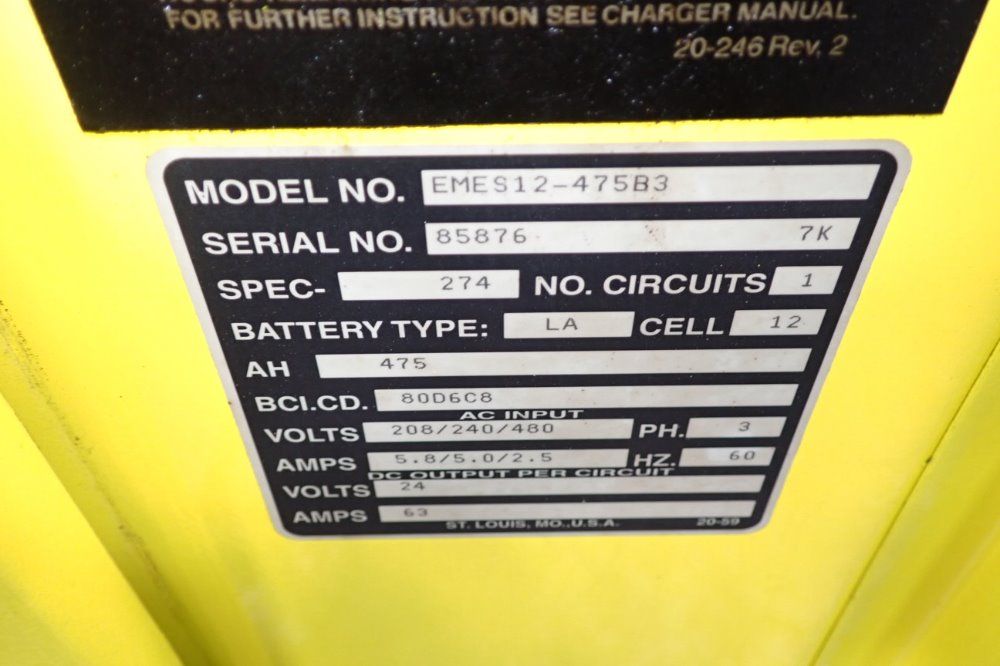 FOR FURTHER INSTRUCTION SEE CHARGER MANUAL.
20-246 Rev. 2
MODEL NO. EMES12-475B3
SERIAL NO. 85876 7K
SPEC- 274 NO. CIRCUITS 1
BATTERY TYPE: LA CELL 12
AH 475
BCI.CD. 80D6C8
AC INPUT
VOLTS 208/240/480 PH. 3
AMPS 5.8/5.0/2.5 HZ. 60
DC OUTPUT PER CIRCUIT
VOLTS 24
AMPS 63
ST. LOUIS, MO., U.S.A. 20-59